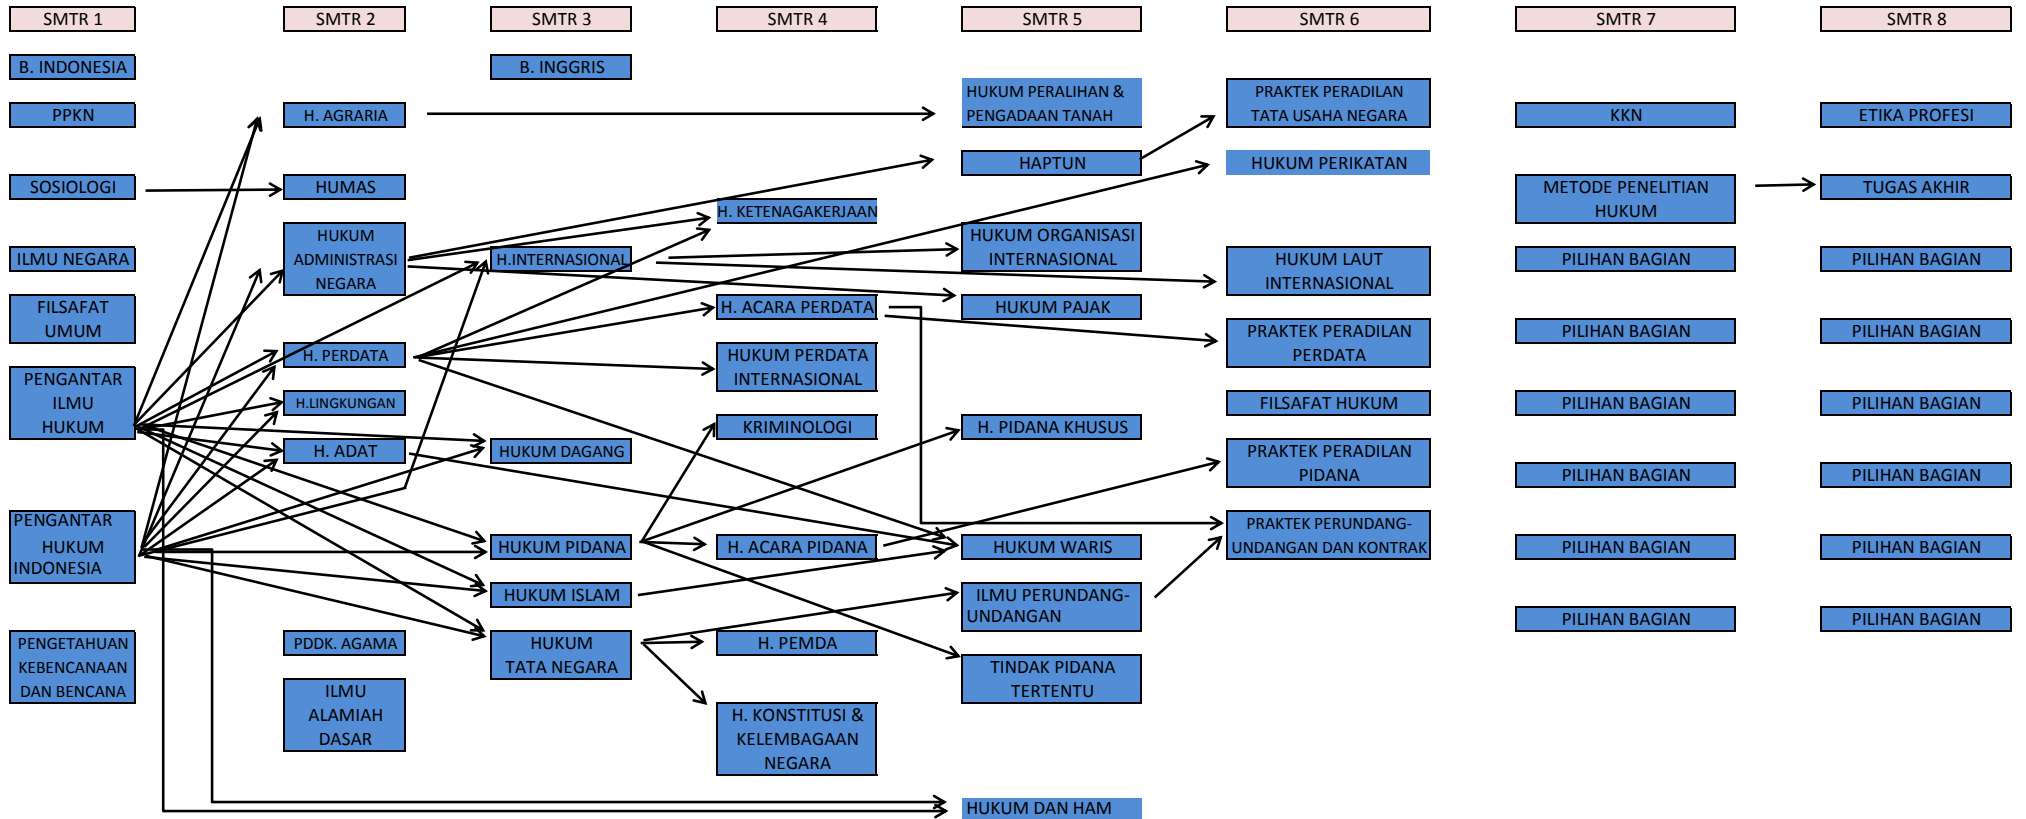 SMTR 1
SMTR 2
SMTR 3
SMTR 4
SMTR 5
SMTR 6
SMTR 7
SMTR 8
B. INDONESIA
PPKN
SOSIOLOGI
ILMU NEGARA
FILSAFAT
UMUM
PENGANTAR
ILMU
HUKUM
PENGANTAR
HUKUM
INDONESIA
PENGETAHUAN
KEBENCANAAN
DAN BENCANA
H. AGRARIA
HUMAS
HUKUM
ADMINISTRASI
NEGARA
H. PERDATA
H.LINGKUNGAN
H. ADAT
PDDK. AGAMA
ILMU
ALAMIAH
DASAR
B. INGGRIS
H.INTERNASIONAL
HUKUM DAGANG
HUKUM PIDANA
HUKUM ISLAM
HUKUM
TATA NEGARA
H. KETENAGAKERJAAN
H. ACARA PERDATA
HUKUM PERDATA
INTERNASIONAL
KRIMINOLOGI
H. ACARA PIDANA
H. PEMDA
H. KONSTITUSI &
KELEMBAGAAN
NEGARA
HUKUM PERALIHAN &
PENGADAAN TANAH
HAPTUN
HUKUM ORGANISASI
INTERNASIONAL
HUKUM PAJAK
H. PIDANA KHUSUS
HUKUM WARIS
ILMU PERUNDANG-
UNDANGAN
TINDAK PIDANA
TERTENTU
HUKUM DAN HAM
PRAKTEK PERADILAN
TATA USAHA NEGARA
HUKUM PERIKATAN
HUKUM LAUT
INTERNASIONAL
PRAKTEK PERADILAN
PERDATA
FILSAFAT HUKUM
PRAKTEK PERADILAN
PIDANA
PRAKTEK PERUNDANG-
UNDANGAN DAN KONTRAK
KKN
METODE PENELITIAN
HUKUM
PILIHAN BAGIAN
PILIHAN BAGIAN
PILIHAN BAGIAN
PILIHAN BAGIAN
PILIHAN BAGIAN
PILIHAN BAGIAN
ETIKA PROFESI
TUGAS AKHIR
PILIHAN BAGIAN
PILIHAN BAGIAN
PILIHAN BAGIAN
PILIHAN BAGIAN
PILIHAN BAGIAN
PILIHAN BAGIAN